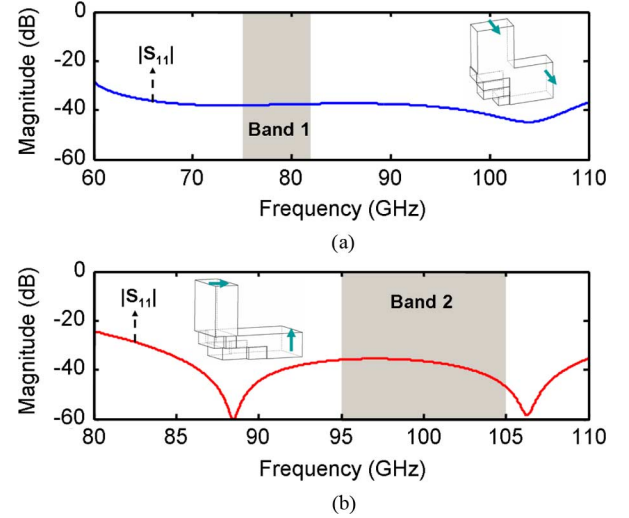 Magnitude (dB)
0
-20
-40
-60
|S11|
Band 1
60
70
80
90
100
110
Frequency (GHz)
(a)
Magnitude (dB)
0
-20
-40
-60
|S11|
Band 2
80
85
90
95
100
105
110
Frequency (GHz)
(b)